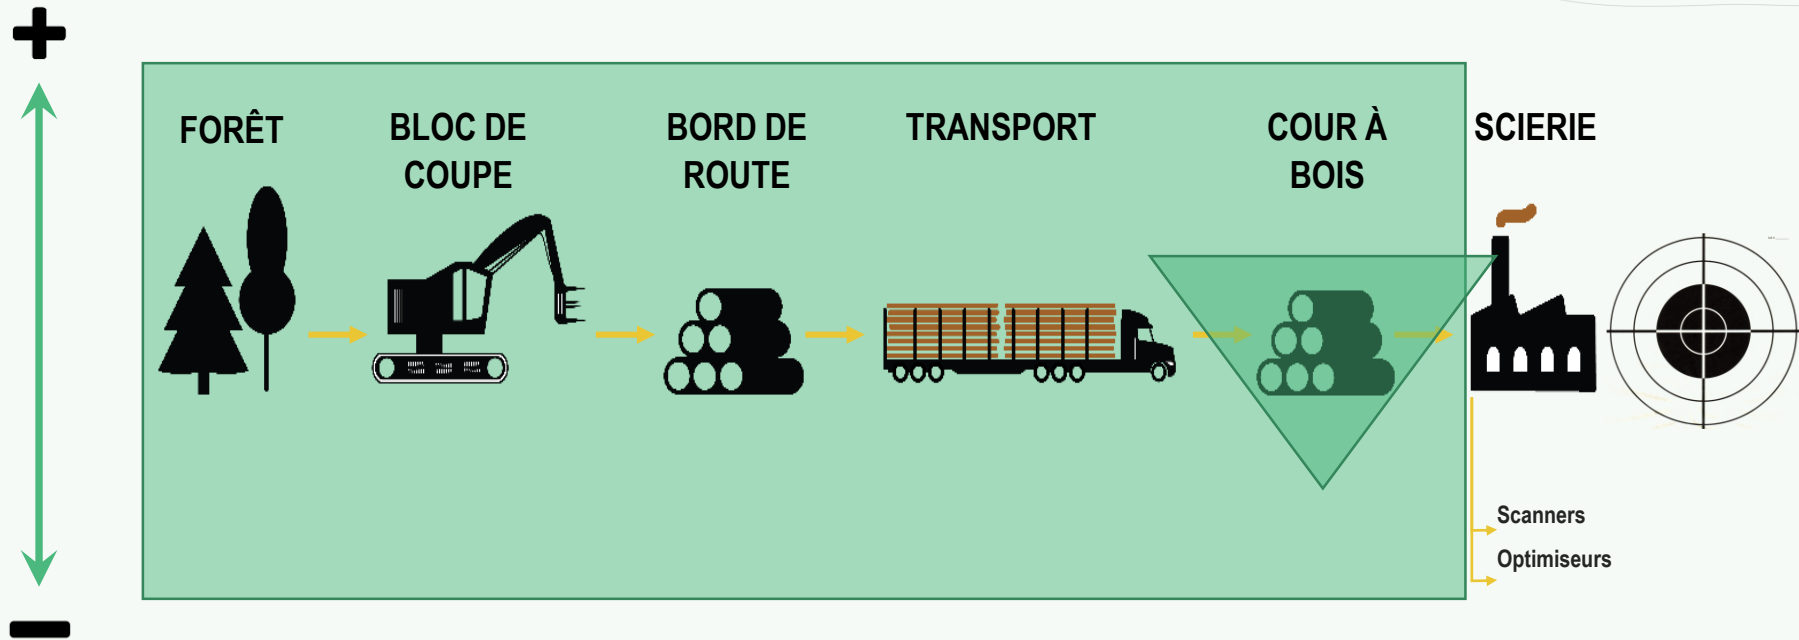 FORÊT
BLOC DE
COUPE
BORD DE
ROUTE
TRANSPORT
COUR À
BOIS
SCIERIE
Scanners
Optimiseurs